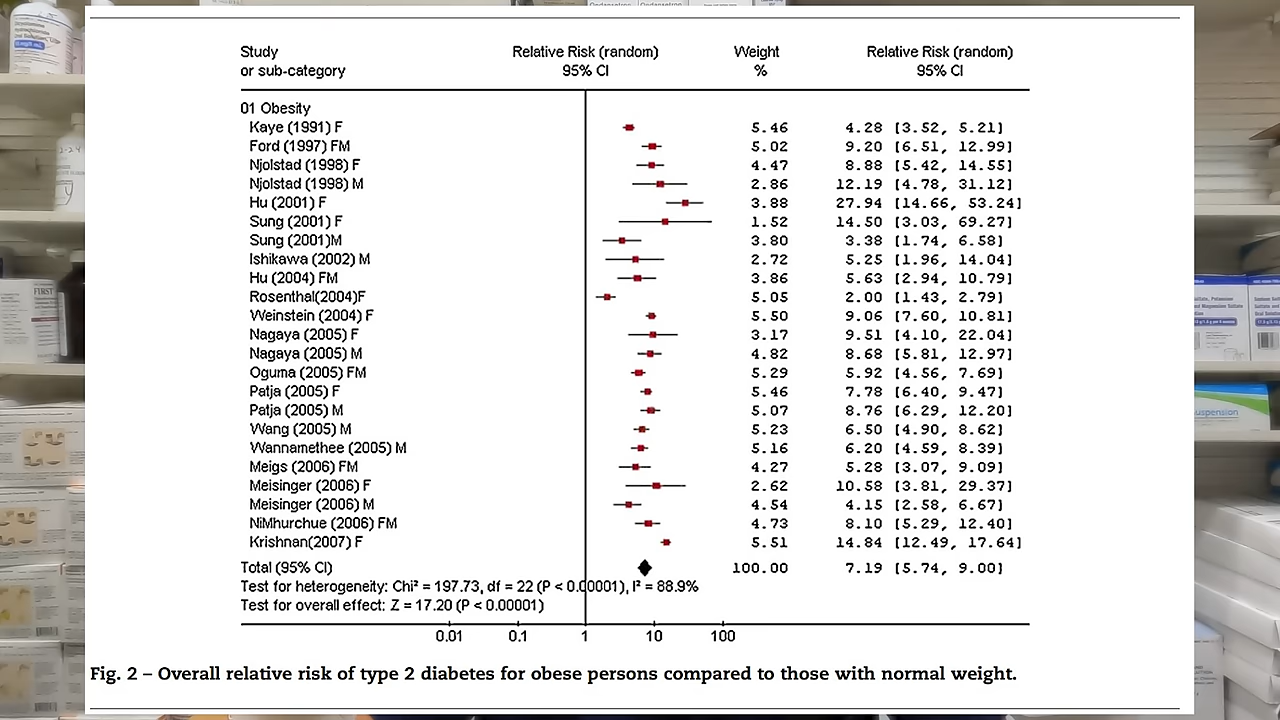 Study Relative Risk (random) Weight Relative Risk (random)
or sub-category 95% CI % 95% CI
01 Obesity
Kaye (1991) F 5.46 4.28 [3.52, 5.21]
Ford (1997) FM 5.02 9.20 [6.51, 12.99]
Njolstad (1998) F 4.47 8.88 [5.42, 14.55]
Njolstad (1998) M 2.86 12.19 [4.78, 31.12]
Hu (2001) F 3.88 27.94 [14.66, 53.24]
Sung (2001) F 1.52 14.50 [3.03, 69.27]
Sung (2001)M 3.80 3.38 [1.74, 6.58]
Ishikawa (2002) M 2.72 5.25 [1.96, 14.04]
Hu (2004) FM 3.86 5.63 [2.94, 10.79]
Rosenthal(2004)F 5.05 2.00 [1.43, 2.79]
Weinstein (2004) F 5.50 9.06 [7.60, 10.81]
Nagaya (2005) F 3.17 9.51 [4.10, 22.04]
Nagaya (2005) M 4.82 8.68 [5.81, 12.97]
Oguma (2005) FM 5.29 5.92 [4.56, 7.69]
Patja (2005) F 5.46 7.78 [6.40, 9.47]
Patja (2005) M 5.07 8.76 [6.29, 12.20]
Wang (2005) M 5.23 6.50 [4.90, 8.62]
Wannamethee (2005) M 5.16 6.20 [4.59, 8.39]
Meigs (2006) FM 4.27 5.28 [3.07, 9.09]
Meisinger (2006) F 2.62 10.58 [3.81, 29.37]
Meisinger (2006) M 4.54 4.15 [2.58, 6.67]
NiMhurchue (2006) FM 4.73 8.10 [5.29, 12.40]
Krishnan(2007) F 5.51 14.84 [12.49, 17.64]
Total (95% CI) 100.00 7.19 [5.74, 9.00]
Test for heterogeneity: Chi² = 197.73, df = 22 (P < 0.00001), I² = 88.9%
Test for overall effect: Z = 17.20 (P < 0.00001)
0.01 0.1 1 10 100
Fig. 2 – Overall relative risk of type 2 diabetes for obese persons compared to those with normal weight.
FIRST
suspension